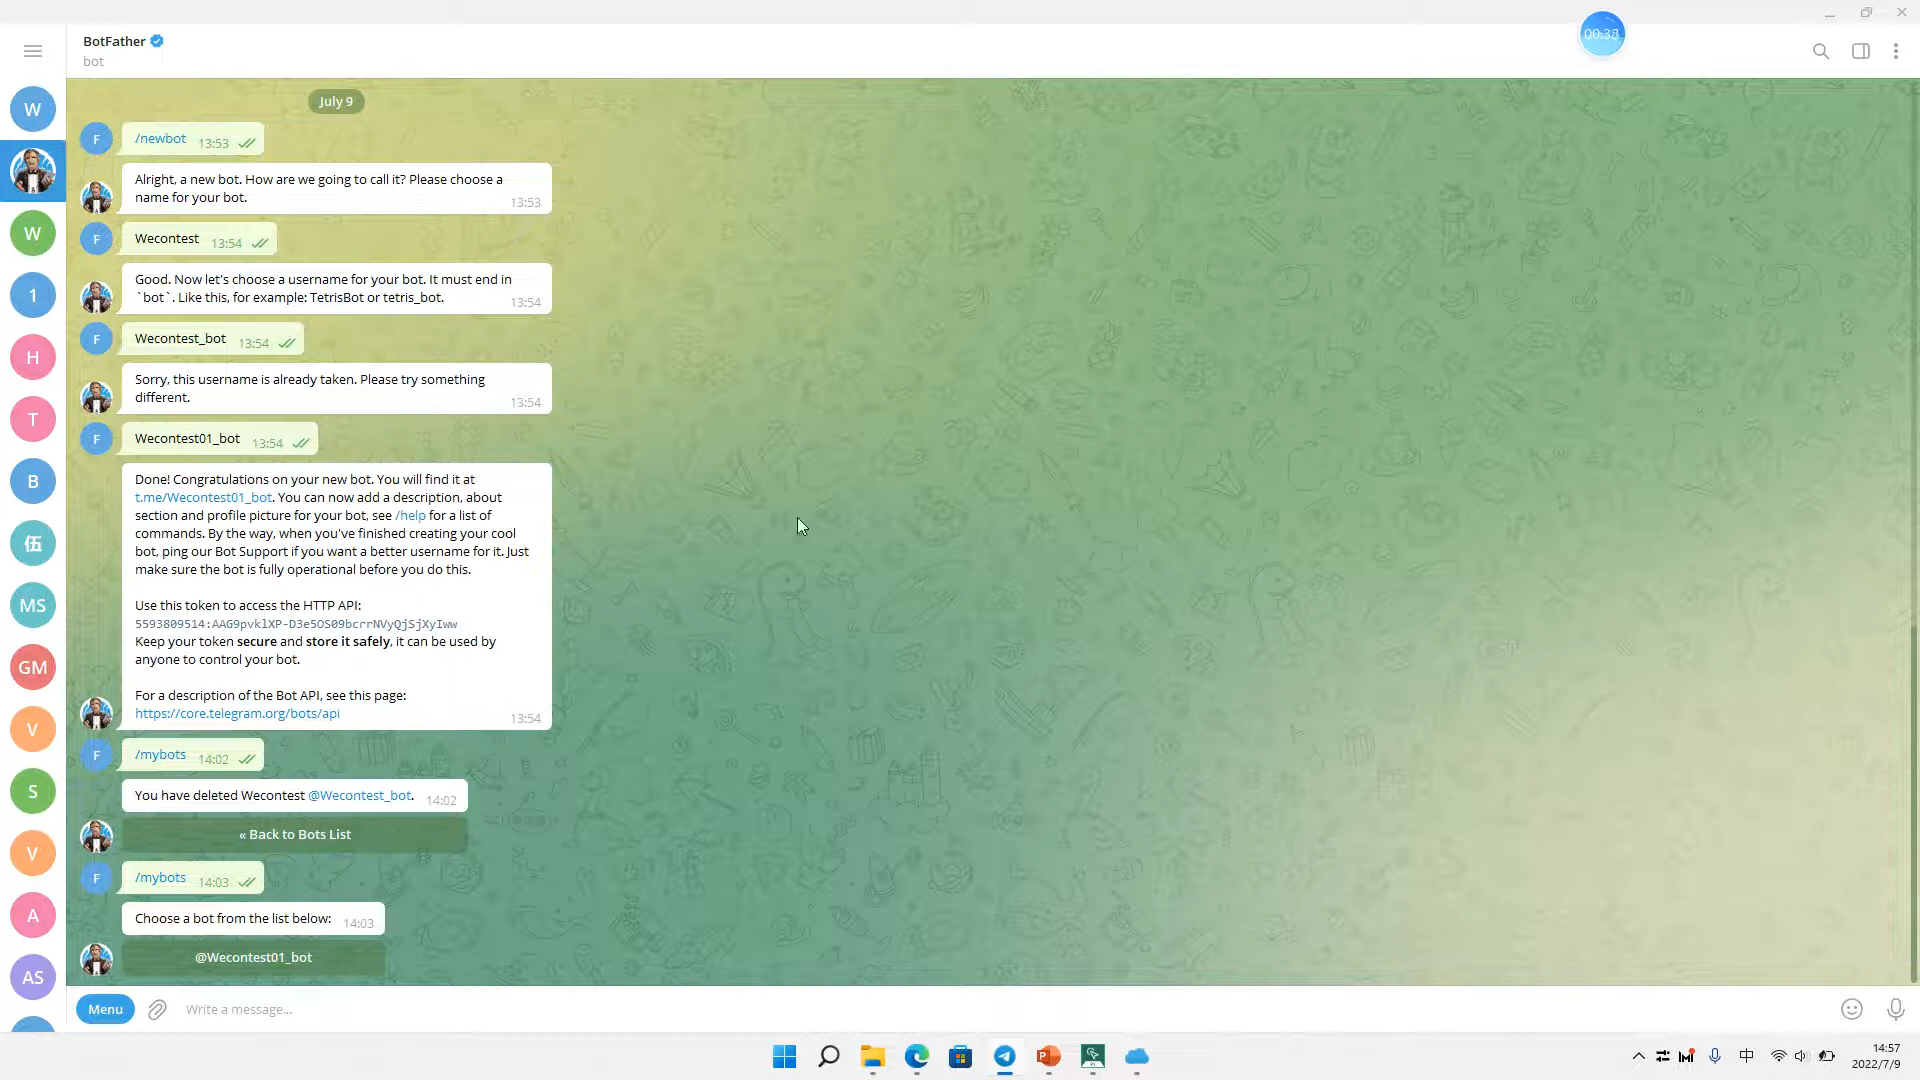 BotFather
bot
00:38
July 9
/newbot 13:53
Alright, a new bot. How are we going to call it? Please choose a
name for your bot.
13:53
Wecontest 13:54
Good. Now let's choose a username for your bot. It must end in
`bot`. Like this, for example: TetrisBot or tetris_bot.
13:54
Wecontest_bot 13:54
Sorry, this username is already taken. Please try something
different.
13:54
Wecontest01_bot 13:54
Done! Congratulations on your new bot. You will find it at
t.me/Wecontest01_bot. You can now add a description, about
section and profile picture for your bot, see /help for a list of
commands. By the way, when you've finished creating your cool
bot, ping our Bot Support if you want a better username for it. Just
make sure the bot is fully operational before you do this.
Use this token to access the HTTP API:
5593809514:AAG9pvklXP-D3e5OS09bcrrNVyQjSjXyIww
Keep your token secure and store it safely, it can be used by
anyone to control your bot.
For a description of the Bot API, see this page:
https://core.telegram.org/bots/api
13:54
/mybots 14:02
You have deleted Wecontest @Wecontest_bot. 14:02
« Back to Bots List
/mybots 14:03
Choose a bot from the list below: 14:03
@Wecontest01_bot
Menu
Write a message...
W
W
1
H
T
B
伍
MS
GM
V
S
V
A
AS
F
F
F
F
F
F
中
14:57
2022/7/9